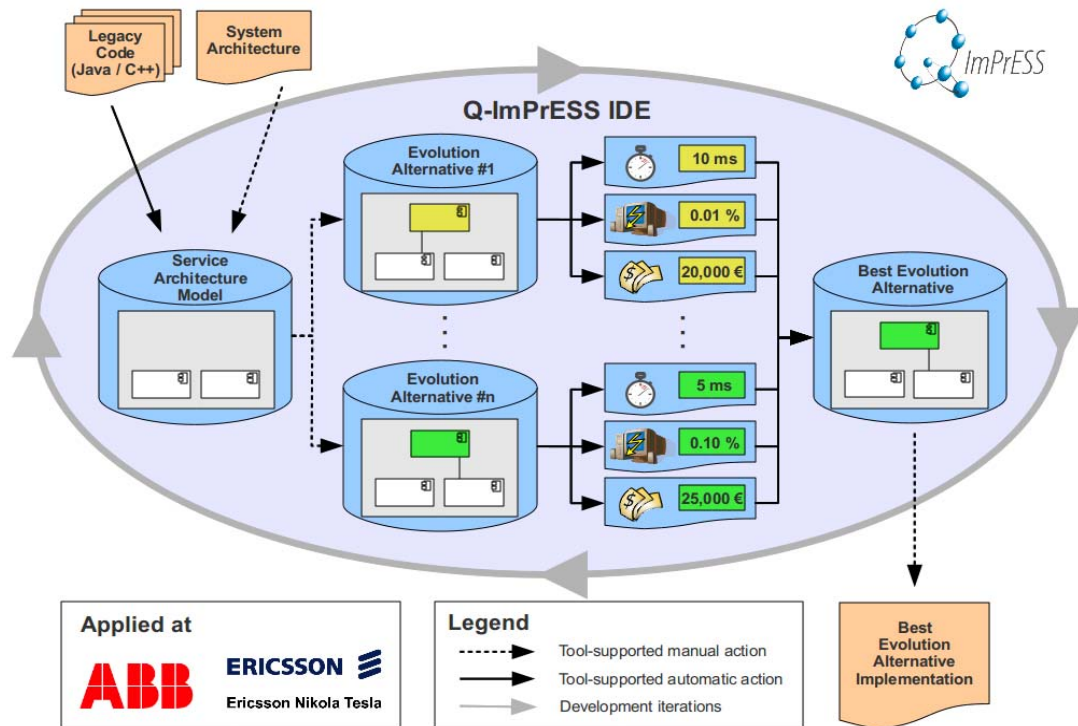 Legacy
Code
(Java / C++)
System
Architecture
ImPrESS
Q-ImPrESS IDE
Evolution
Alternative #1
10 ms
0.01 %
20,000 €
Service
Architecture
Model
Best Evolution
Alternative
Evolution
Alternative #n
5 ms
0.10 %
25,000 €
Applied at
ABB
ERICSSON
Ericsson Nikola Tesla
Legend
Tool-supported manual action
Tool-supported automatic action
Development iterations
Best
Evolution
Alternative
Implementation